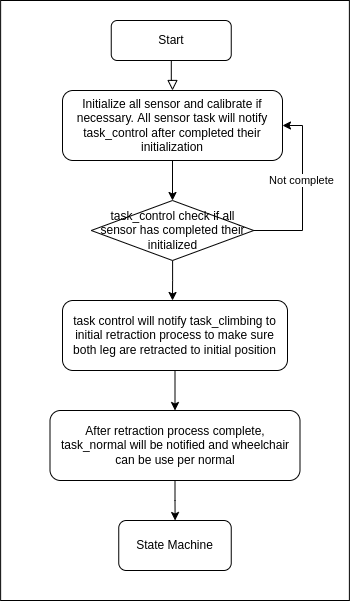 Start
Initialize all sensor and calibrate if
necessary. All sensor task will notify
task_control after completed their
initialization
Not complete
task_control check if all
sensor has completed their
initialized
task control will notify task_climbing to
initial retraction process to make sure
both leg are retracted to initial position
After retraction process complete,
task_normal will be notified and wheelchair
can be use per normal
State Machine